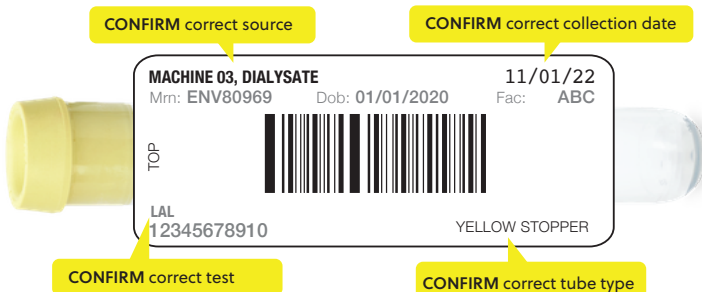 CONFIRM correct source
CONFIRM correct collection date
MACHINE 03, DIALYSATE 11/01/22
Mrn: ENV80969 Dob: 01/01/2020 Fac: ABC
TOP
LAL
12345678910
YELLOW STOPPER
CONFIRM correct test
CONFIRM correct tube type